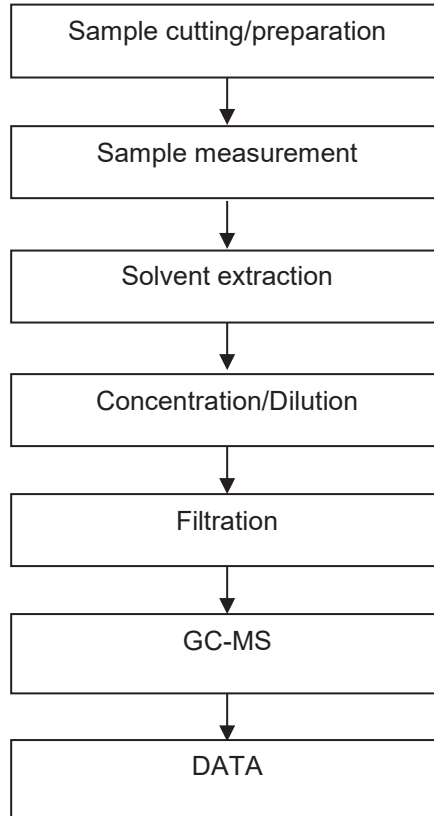 Sample cutting/preparation
Sample measurement
Solvent extraction
Concentration/Dilution
Filtration
GC-MS
DATA